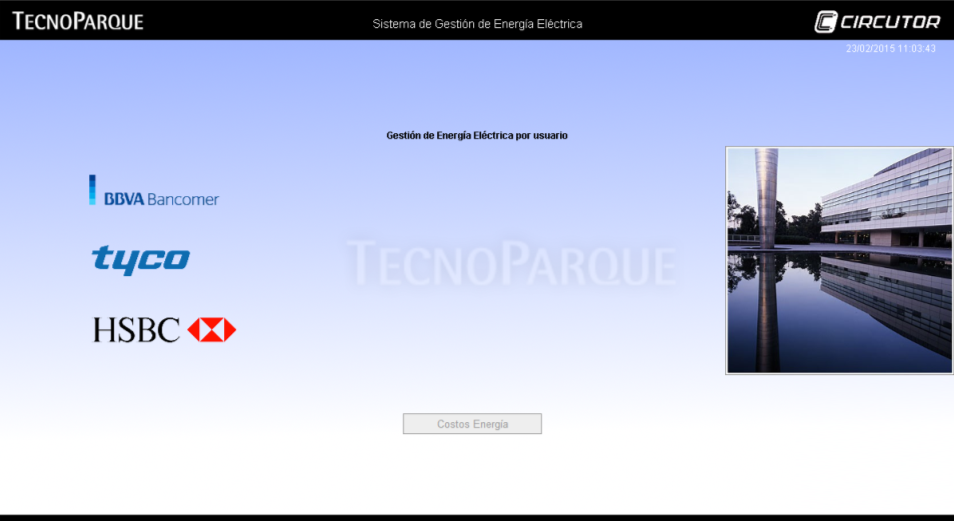 TECNOPARQUE
Sistema de Gestión de Energía Eléctrica
CIRCUTOR
23/02/2015 11:03:43
Gestión de Energía Eléctrica por usuario
BBVA Bancomer
tyco
TECNOPARQUE
HSBC
Costos Energía